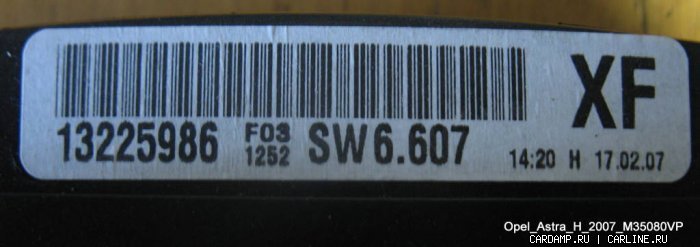 XF
13225986 F03 1252 SW6.607 14:20 H 17.02.07
Opel_Astra_H_2007_M35080VP
CARDAMP.RU | CARLINE.RU